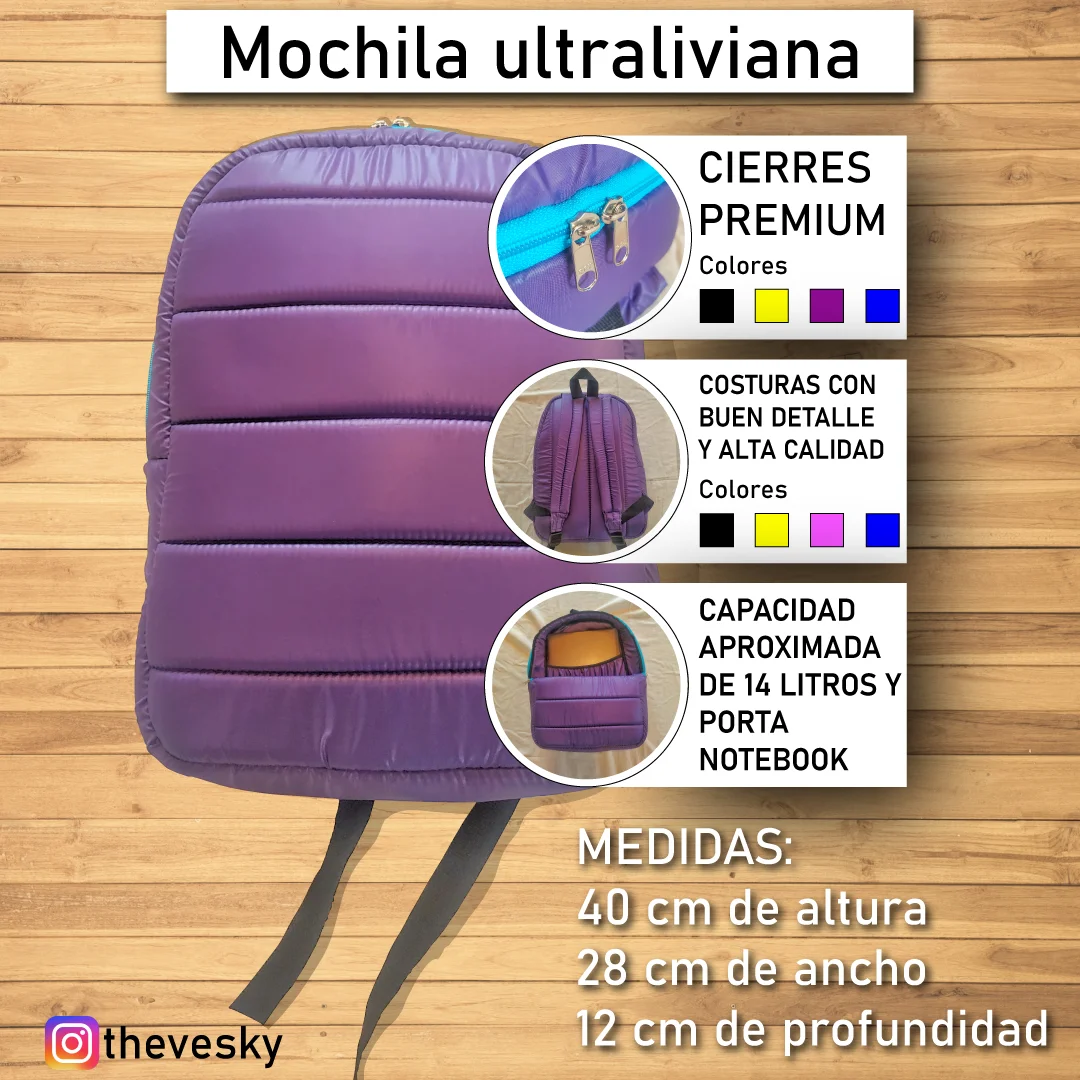 Mochila ultraliviana
CIERRES
PREMIUM
Colores
COSTURAS CON
BUEN DETALLE
Y ALTA CALIDAD
Colores
CAPACIDAD
APROXIMADA
DE 14 LITROS Y
PORTA
NOTEBOOK
MEDIDAS:
40 cm de altura
28 cm de ancho
12 cm de profundidad
thevesky